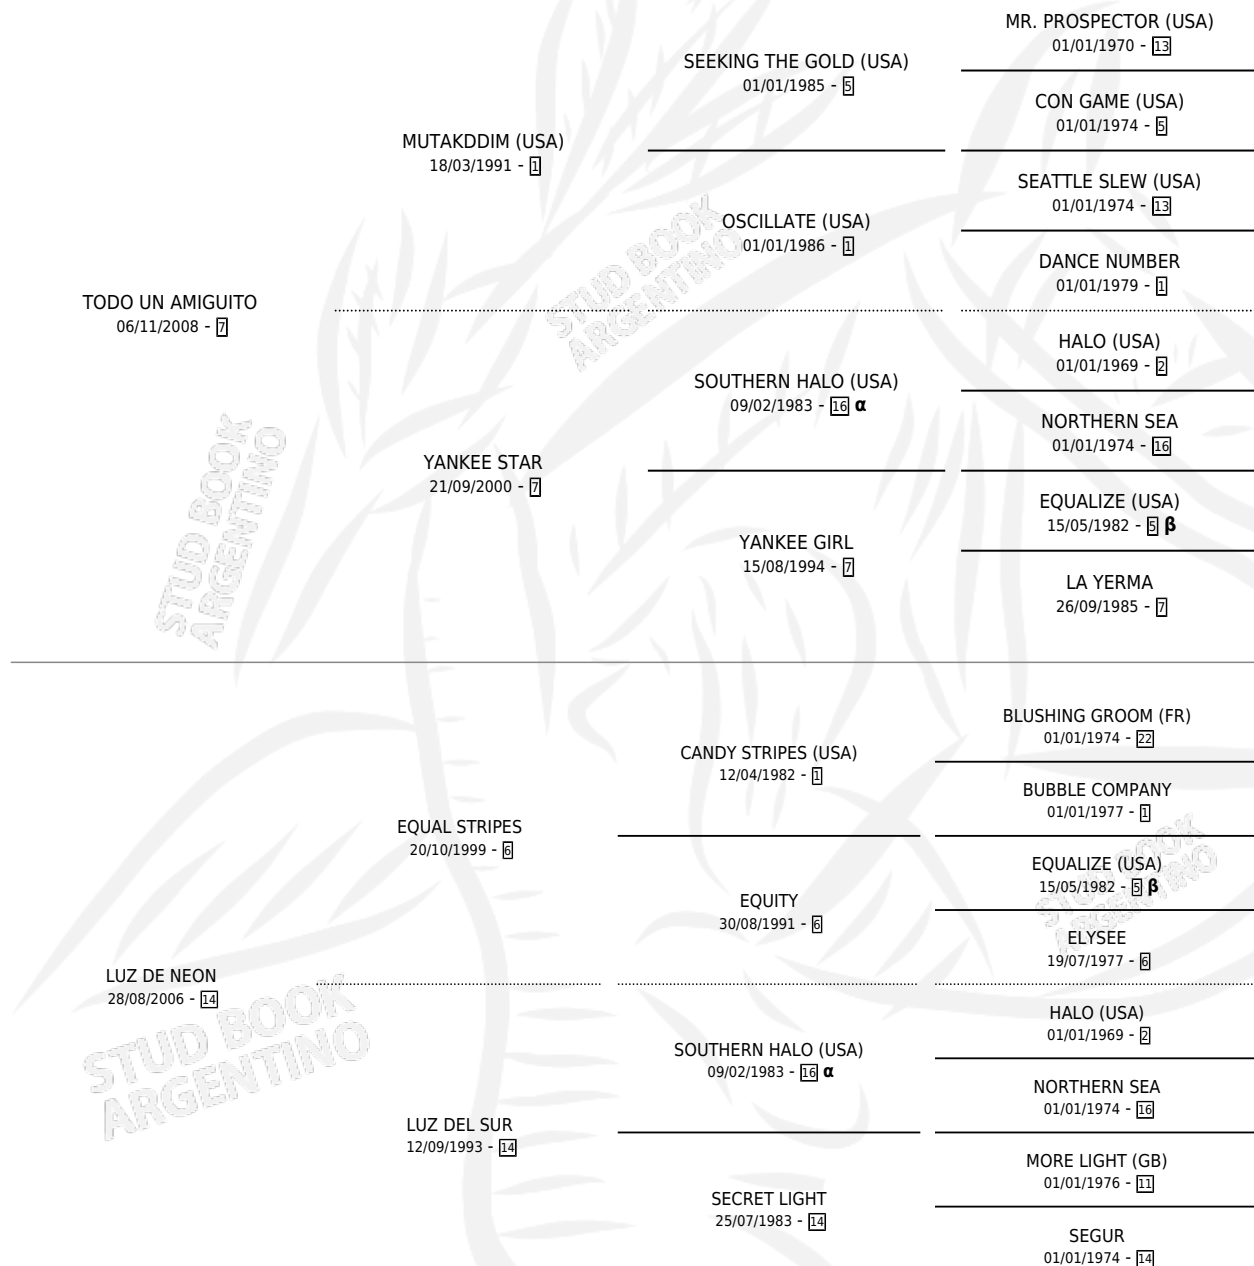 MR. PROSPECTOR (USA)
01/01/1970 - 13
SEEKING THE GOLD (USA)
01/01/1985 - 5
CON GAME (USA)
01/01/1974 - 5
MUTAKDDIM (USA)
18/03/1991 - 1
SEATTLE SLEW (USA)
01/01/1974 - 13
OSCILLATE (USA)
01/01/1986 - 1
DANCE NUMBER
01/01/1979 - 1
TODO UN AMIGUITO
06/11/2008 - 7
HALO (USA)
01/01/1969 - 2
SOUTHERN HALO (USA)
09/02/1983 - 16 α
NORTHERN SEA
01/01/1974 - 16
YANKEE STAR
21/09/2000 - 7
EQUALIZE (USA)
15/05/1982 - 5 β
YANKEE GIRL
15/08/1994 - 7
LA YERMA
26/09/1985 - 7
BLUSHING GROOM (FR)
01/01/1974 - 22
CANDY STRIPES (USA)
12/04/1982 - 1
BUBBLE COMPANY
01/01/1977 - 1
EQUAL STRIPES
20/10/1999 - 6
EQUALIZE (USA)
15/05/1982 - 5 β
EQUITY
30/08/1991 - 6
ELYSEE
19/07/1977 - 6
LUZ DE NEON
28/08/2006 - 14
HALO (USA)
01/01/1969 - 2
SOUTHERN HALO (USA)
09/02/1983 - 16 α
NORTHERN SEA
01/01/1974 - 16
LUZ DEL SUR
12/09/1993 - 14
MORE LIGHT (GB)
01/01/1976 - 11
SECRET LIGHT
25/07/1983 - 14
SEGUR
01/01/1974 - 14
STUD BOOK
ARGENTINO
STUD BOOK
ARGENTINO
STUD BOOK
ARGENTINO
STUD BOOK
ARGENTINO